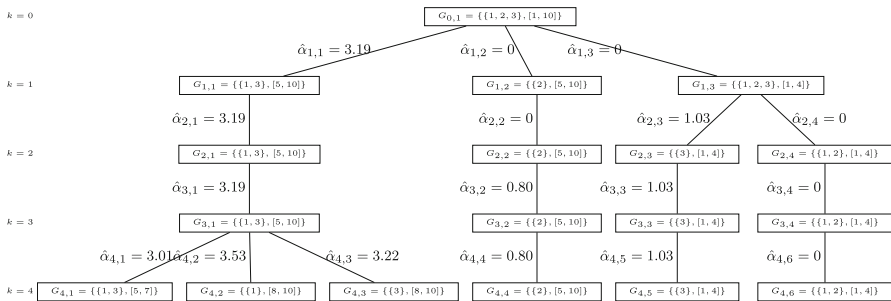 k = 0 G_{0,1} = {{1, 2, 3}, [1, 10]}
α̂_{1,1} = 3.19 α̂_{1,2} = 0 α̂_{1,3} = 0
k = 1 G_{1,1} = {{1, 3}, [5, 10]} G_{1,2} = {{2}, [5, 10]} G_{1,3} = {{1, 2, 3}, [1, 4]}
α̂_{2,1} = 3.19 α̂_{2,2} = 0 α̂_{2,3} = 1.03 α̂_{2,4} = 0
k = 2 G_{2,1} = {{1, 3}, [5, 10]} G_{2,2} = {{2}, [5, 10]} G_{2,3} = {{3}, [1, 4]} G_{2,4} = {{1, 2}, [1, 4]}
α̂_{3,1} = 3.19 α̂_{3,2} = 0.80 α̂_{3,3} = 1.03 α̂_{3,4} = 0
k = 3 G_{3,1} = {{1, 3}, [5, 10]} G_{3,2} = {{2}, [5, 10]} G_{3,3} = {{3}, [1, 4]} G_{3,4} = {{1, 2}, [1, 4]}
α̂_{4,1} = 3.01 α̂_{4,2} = 3.53 α̂_{4,3} = 3.22 α̂_{4,4} = 0.80 α̂_{4,5} = 1.03 α̂_{4,6} = 0
k = 4 G_{4,1} = {{1, 3}, [5, 7]} G_{4,2} = {{1}, [8, 10]} G_{4,3} = {{3}, [8, 10]} G_{4,4} = {{2}, [5, 10]} G_{4,5} = {{3}, [1, 4]} G_{4,6} = {{1, 2}, [1, 4]}